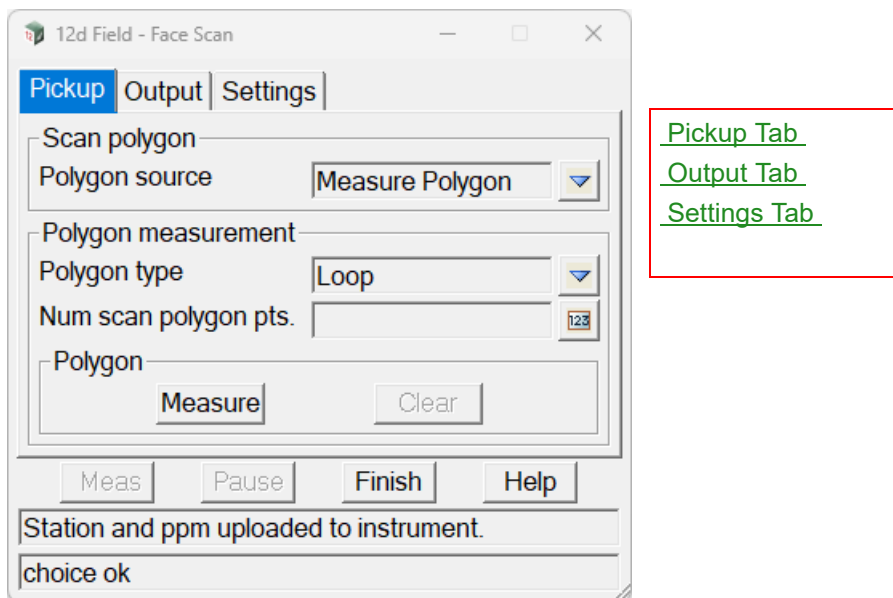 12d Field - Face Scan
Pickup Output Settings
Scan polygon
Polygon source Measure Polygon
Polygon measurement
Polygon type Loop
Num scan polygon pts. 123
Polygon
Measure Clear
Meas Pause Finish Help
Station and ppm uploaded to instrument.
choice ok
Pickup Tab
Output Tab
Settings Tab